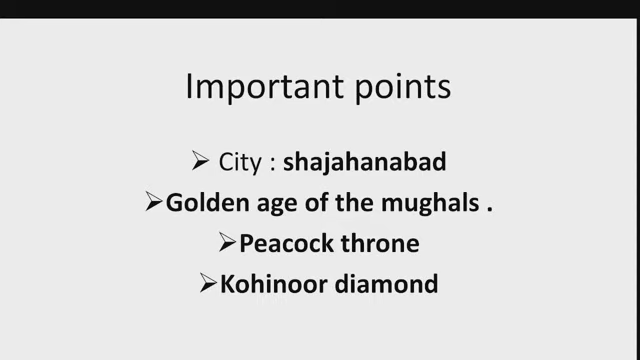 Important points
➢ City : shajahanabad
➢Golden age of the mughals .
➢Peacock throne
➢Kohinoor diamond